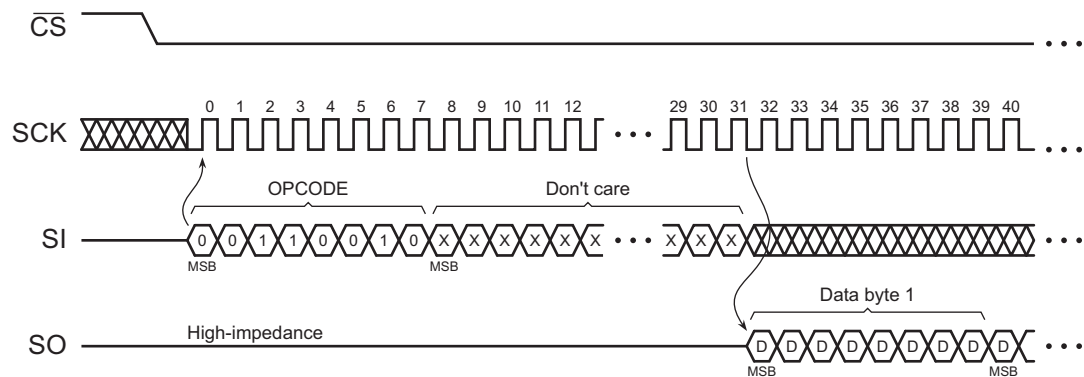 CS
SCK
0 1 2 3 4 5 6 7 8 9 10 11 12 29 30 31 32 33 34 35 36 37 38 39 40
OPCODE Don't care
SI
0 0 1 1 0 0 1 0 X X X X X X X X X
MSB MSB
Data byte 1
High-impedance
SO
D D D D D D D D D
MSB MSB